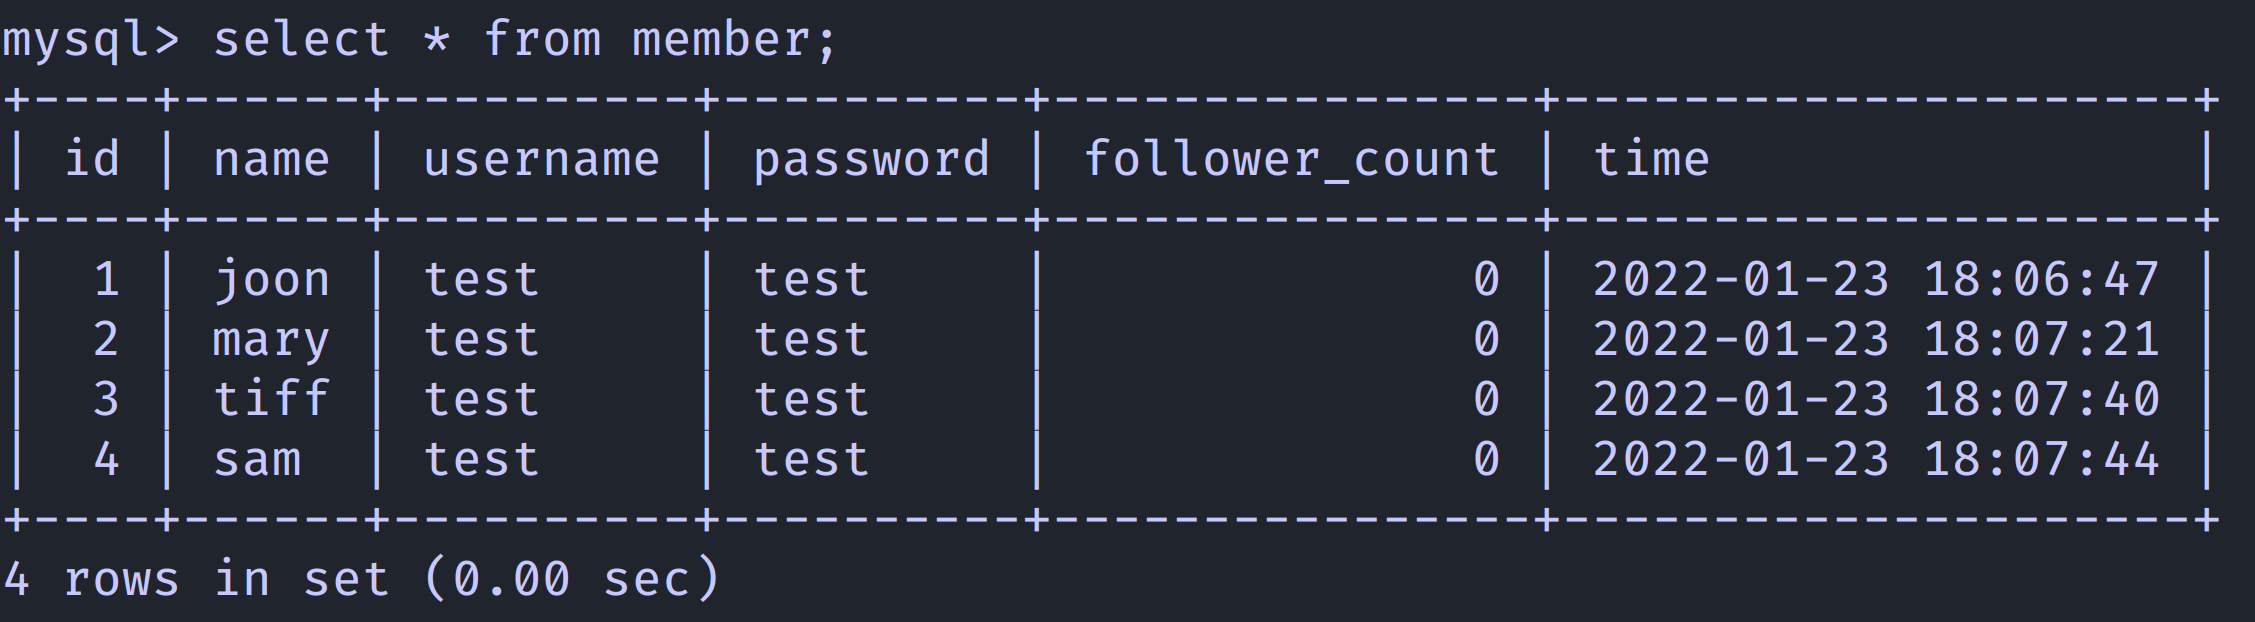 mysql> select * from member;
+----+------+----------+----------+----------------+---------------------+
| id | name | username | password | follower_count | time                |
+----+------+----------+----------+----------------+---------------------+
|  1 | joon | test     | test     |              0 | 2022-01-23 18:06:47 |
|  2 | mary | test     | test     |              0 | 2022-01-23 18:07:21 |
|  3 | tiff | test     | test     |              0 | 2022-01-23 18:07:40 |
|  4 | sam  | test     | test     |              0 | 2022-01-23 18:07:44 |
+----+------+----------+----------+----------------+---------------------+
4 rows in set (0.00 sec)